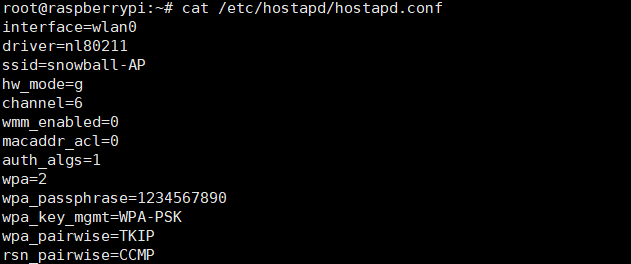 root@raspberrypi:~# cat /etc/hostapd/hostapd.conf
interface=wlan0
driver=nl80211
ssid=snowball-AP
hw_mode=g
channel=6
wmm_enabled=0
macaddr_acl=0
auth_algs=1
wpa=2
wpa_passphrase=1234567890
wpa_key_mgmt=WPA-PSK
wpa_pairwise=TKIP
rsn_pairwise=CCMP